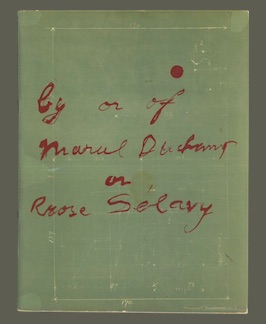 by or of
Marcel Duchamp
or
Rrose Sélavy